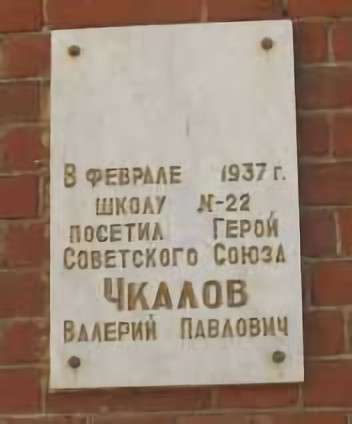 В ФЕВРАЛЕ 1937 г.
ШКОЛУ №-22
ПОСЕТИЛ ГЕРОЙ
СОВЕТСКОГО СОЮЗА
ЧКАЛОВ
ВАЛЕРИЙ ПАВЛОВИЧ